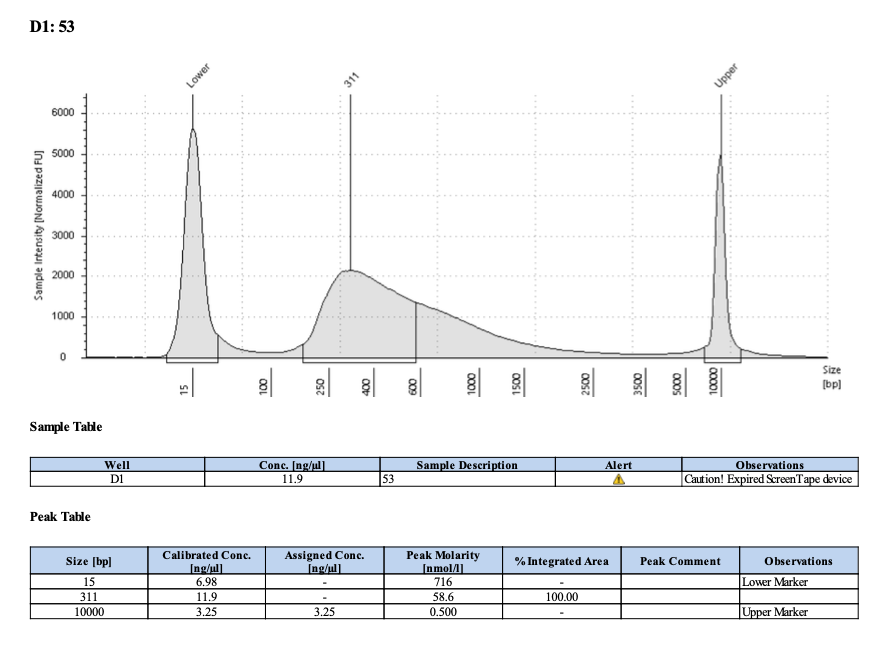 D1: 53
Lower
311
Upper
Sample Intensity [Normalized FU]
6000
5000
4000
3000
2000
1000
0
15
100
250
400
600
1000
1500
2500
3500
5000
10000
Size
[bp]
Sample Table
Well Conc. [ng/µl] Sample Description Alert Observations
D1 11.9 53 Caution! Expired ScreenTape device
Peak Table
Size [bp] Calibrated Conc. [ng/µl] Assigned Conc. [ng/µl] Peak Molarity [nmol/l] % Integrated Area Peak Comment Observations
15 6.98 - 716 - Lower Marker
311 11.9 - 58.6 100.00
10000 3.25 3.25 0.500 - Upper Marker